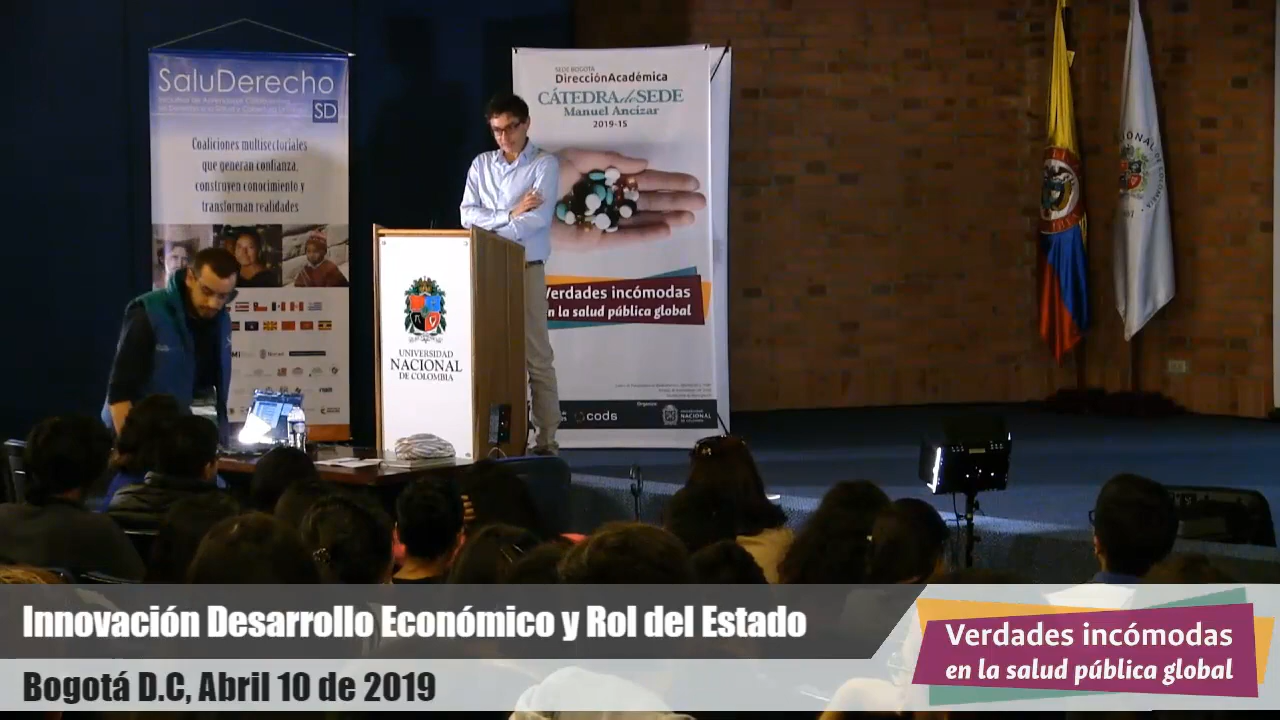 SaluDerecho
SD
Coaliciones multisectoriales
que generan confianza,
construyen conocimiento y
transforman realidades
SEDE BOGOTÁ
DirecciónAcadémica
CÁTEDRA de SEDE
Manuel Ancizar
2019-1S
Verdades incómodas
en la salud pública global
cods
NACIONAL
UNIVERSIDAD
NACIONAL
DE COLOMBIA
Innovación Desarrollo Económico y Rol del Estado
Bogotá D.C, Abril 10 de 2019
Verdades incómodas
en la salud pública global